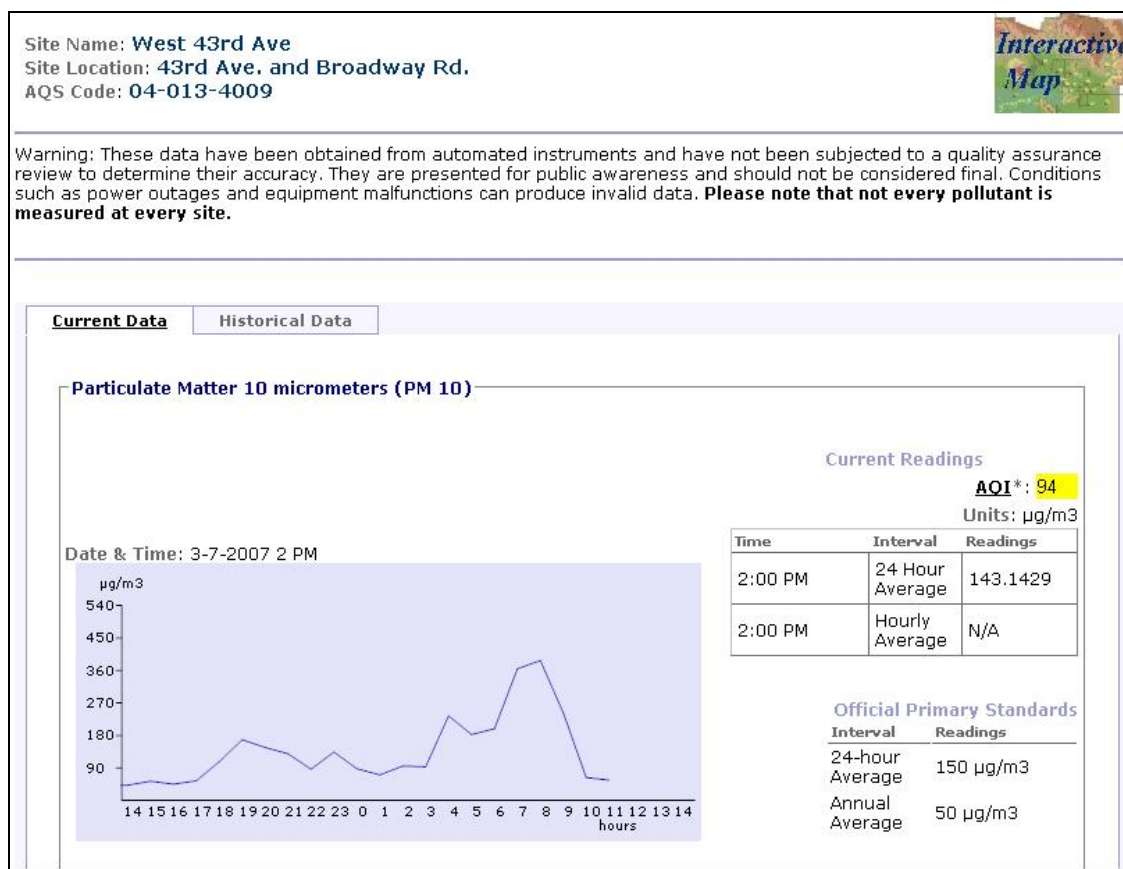 Site Name: West 43rd Ave
Site Location: 43rd Ave. and Broadway Rd.
AQS Code: 04-013-4009
Interactive
Map
Warning: These data have been obtained from automated instruments and have not been subjected to a quality assurance
review to determine their accuracy. They are presented for public awareness and should not be considered final. Conditions
such as power outages and equipment malfunctions can produce invalid data. Please note that not every pollutant is
measured at every site.
Current Data Historical Data
Particulate Matter 10 micrometers (PM 10)
Current Readings
AQI*: 94
Units: µg/m3
Time Interval Readings
2:00 PM 24 Hour Average 143.1429
2:00 PM Hourly Average N/A
Date & Time: 3-7-2007 2 PM
µg/m3
540
450
360
270
180
90
14 15 16 17 18 19 20 21 22 23 0 1 2 3 4 5 6 7 8 9 10 11 12 13 14
hours
Official Primary Standards
Interval Readings
24-hour Average 150 µg/m3
Annual Average 50 µg/m3